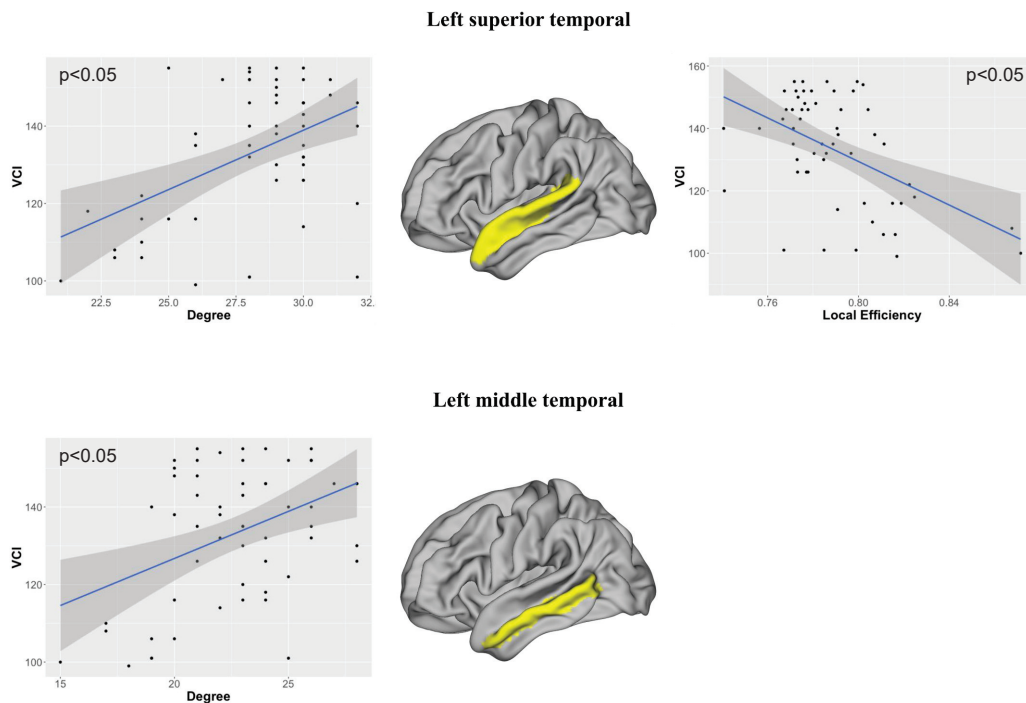 Left superior temporal
p<0.05
VCI
140
120
100
22.5
25.0
27.5
30.0
32.
Degree
p<0.05
VCI
160
140
120
100
0.76
0.80
0.84
Local Efficiency
Left middle temporal
p<0.05
VCI
140
120
100
15
20
25
Degree